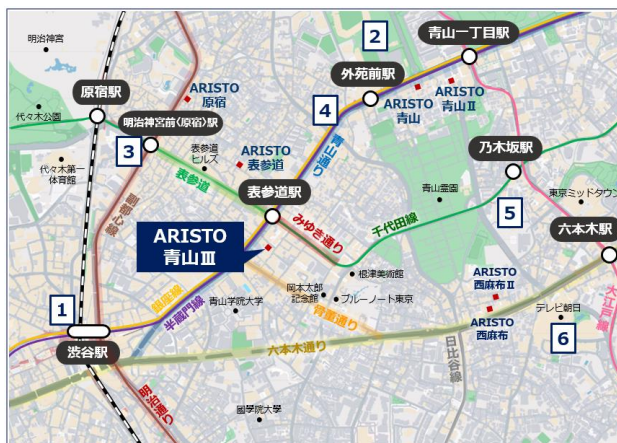 明治神宮
2
青山一丁目駅
原宿駅
ARISTO
原宿
外苑前駅
ARISTO
青山
ARISTO
青山Ⅱ
代々木公園
明治神宮前〈原宿〉駅
4
3
表参道
ヒルズ
ARISTO
表参道
青山通り
乃木坂駅
代々木第一
体育館
表参道
青山霊園
東京ミッドタウン
表参道駅
みゆき通り
千代田線
5
副都心線
六本木駅
ARISTO
青山Ⅲ
根津美術館
岡本太郎
記念館
ブルーノート東京
ARISTO
西麻布Ⅱ
銀座線
半蔵門線
青山学院大学
骨董通り
ARISTO
西麻布
テレビ朝日
大江戸線
1
6
渋谷駅
六本木通り
日比谷線
明治通り
國學院大學